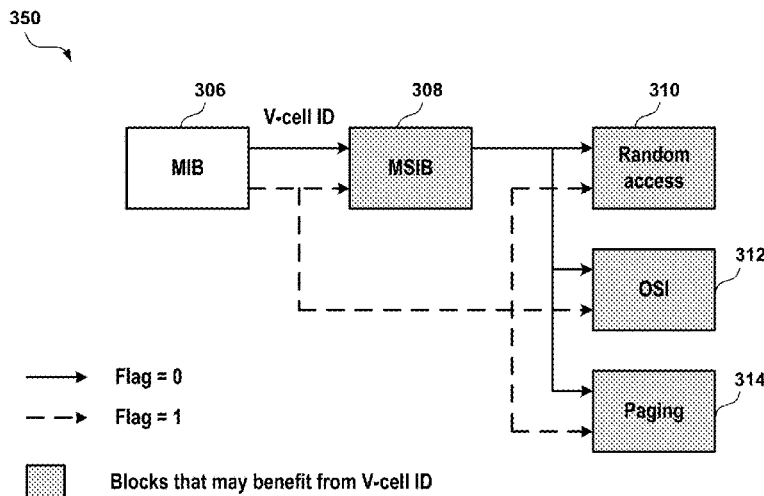 350
306
V-cell ID
308
310
MIB
MSIB
Random
access
312
OSI
Flag = 0
314
Flag = 1
Paging
Blocks that may benefit from V-cell ID